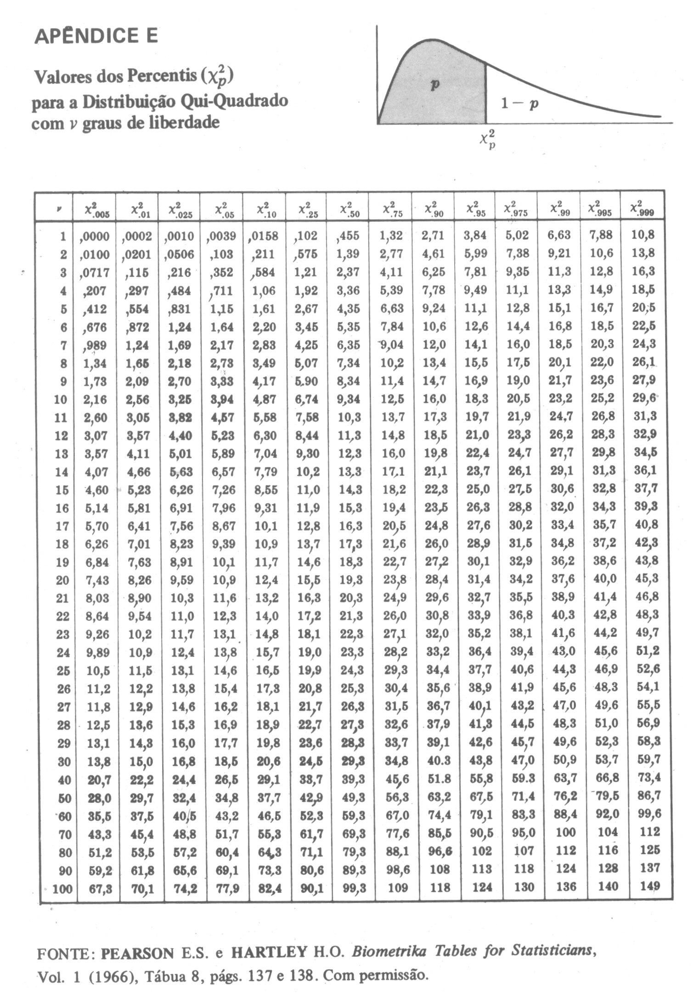 APÊNDICE E
Valores dos Percentis (χ²p)
para a Distribuição Qui-Quadrado
com ν graus de liberdade
p
1 – p
χ²p
ν χ².005 χ².01 χ².025 χ².05 χ².10 χ².25 χ².50 χ².75 χ².90 χ².95 χ².975 χ².99 χ².995 χ².999
1 ,0000 ,0002 ,0010 ,0039 ,0158 ,102 ,455 1,32 2,71 3,84 5,02 6,63 7,88 10,8
2 ,0100 ,0201 ,0506 ,103 ,211 ,575 1,39 2,77 4,61 5,99 7,38 9,21 10,6 13,8
3 ,0717 ,115 ,216 ,352 ,584 1,21 2,37 4,11 6,25 7,81 9,35 11,3 12,8 16,3
4 ,207 ,297 ,484 ,711 1,06 1,92 3,36 5,39 7,78 9,49 11,1 13,3 14,9 18,5
5 ,412 ,554 ,831 1,15 1,61 2,67 4,35 6,63 9,24 11,1 12,8 15,1 16,7 20,5
6 ,676 ,872 1,24 1,64 2,20 3,45 5,35 7,84 10,6 12,6 14,4 16,8 18,5 22,5
7 ,989 1,24 1,69 2,17 2,83 4,25 6,35 9,04 12,0 14,1 16,0 18,5 20,3 24,3
8 1,34 1,65 2,18 2,73 3,49 5,07 7,34 10,2 13,4 15,5 17,5 20,1 22,0 26,1
9 1,73 2,09 2,70 3,33 4,17 5.90 8,34 11,4 14,7 16,9 19,0 21,7 23,6 27,9
10 2,16 2,56 3,25 3,94 4,87 6,74 9,34 12,5 16,0 18,3 20,5 23,2 25,2 29,6
11 2,60 3,05 3,82 4,57 5,58 7,58 10,3 13,7 17,3 19,7 21,9 24,7 26,8 31,3
12 3,07 3,57 4,40 5,23 6,30 8,44 11,3 14,8 18,5 21,0 23,3 26,2 28,3 32,9
13 3,57 4,11 5,01 5,89 7,04 9,30 12,3 16,0 19,8 22,4 24,7 27,7 29,8 34,5
14 4,07 4,66 5,63 6,57 7,79 10,2 13,3 17,1 21,1 23,7 26,1 29,1 31,3 36,1
15 4,60 5,23 6,26 7,26 8,55 11,0 14,3 18,2 22,3 25,0 27,5 30,6 32,8 37,7
16 5,14 5,81 6,91 7,96 9,31 11,9 15,3 19,4 23,5 26,3 28,8 32,0 34,3 39,3
17 5,70 6,41 7,56 8,67 10,1 12,8 16,3 20,5 24,8 27,6 30,2 33,4 35,7 40,8
18 6,26 7,01 8,23 9,39 10,9 13,7 17,3 21,6 26,0 28,9 31,5 34,8 37,2 42,3
19 6,84 7,63 8,91 10,1 11,7 14,6 18,3 22,7 27,2 30,1 32,9 36,2 38,6 43,8
20 7,43 8,26 9,59 10,9 12,4 15,5 19,3 23,8 28,4 31,4 34,2 37,6 40,0 45,3
21 8,03 8,90 10,3 11,6 13,2 16,3 20,3 24,9 29,6 32,7 35,5 38,9 41,4 46,8
22 8,64 9,54 11,0 12,3 14,0 17,2 21,3 26,0 30,8 33,9 36,8 40,3 42,8 48,3
23 9,26 10,2 11,7 13,1 14,8 18,1 22,3 27,1 32,0 35,2 38,1 41,6 44,2 49,7
24 9,89 10,9 12,4 13,8 15,7 19,0 23,3 28,2 33,2 36,4 39,4 43,0 45,6 51,2
25 10,5 11,5 13,1 14,6 16,5 19,9 24,3 29,3 34,4 37,7 40,6 44,3 46,9 52,6
26 11,2 12,2 13,8 15,4 17,3 20,8 25,3 30,4 35,6 38,9 41,9 45,6 48,3 54,1
27 11,8 12,9 14,6 16,2 18,1 21,7 26,3 31,5 36,7 40,1 43,2 47,0 49,6 55,5
28 12,5 13,6 15,3 16,9 18,9 22,7 27,3 32,6 37,9 41,3 44,5 48,3 51,0 56,9
29 13,1 14,3 16,0 17,7 19,8 23,6 28,3 33,7 39,1 42,6 45,7 49,6 52,3 58,3
30 13,8 15,0 16,8 18,5 20,6 24,5 29,3 34,8 40.3 43,8 47,0 50,9 53,7 59,7
40 20,7 22,2 24,4 26,5 29,1 33,7 39,3 45,6 51.8 55,8 59.3 63,7 66,8 73,4
50 28,0 29,7 32,4 34,8 37,7 42,9 49,3 56,3 63,2 67,5 71,4 76,2 79,5 86,7
60 35,5 37,5 40,5 43,2 46,5 52,3 59,3 67,0 74,4 79,1 83,3 88,4 92,0 99,6
70 43,3 45,4 48,8 51,7 55,3 61,7 69,3 77,6 85,5 90,5 95,0 100 104 112
80 51,2 53,5 57,2 60,4 64,3 71,1 79,3 88,1 96,6 102 107 112 116 125
90 59,2 61,8 65,6 69,1 73,3 80,6 89,3 98,6 108 113 118 124 128 137
100 67,3 70,1 74,2 77,9 82,4 90,1 99,3 109 118 124 130 136 140 149
FONTE: PEARSON E.S. e HARTLEY H.O. Biometrika Tables for Statisticians,
Vol. 1 (1966), Tábua 8, págs. 137 e 138. Com permissão.